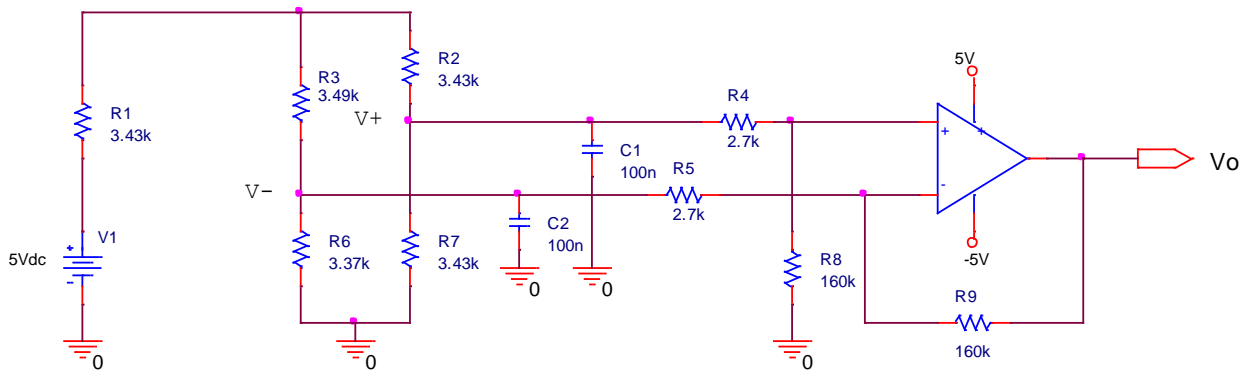 R1
3.43k
V1
5Vdc
0
R3
3.49k
R2
3.43k
V+
V-
R6
3.37k
R7
3.43k
0
C1
100n
C2
100n
0
0
R4
2.7k
R5
2.7k
R8
160k
0
5V
+
+
-
-5V
R9
160k
Vo
+
-